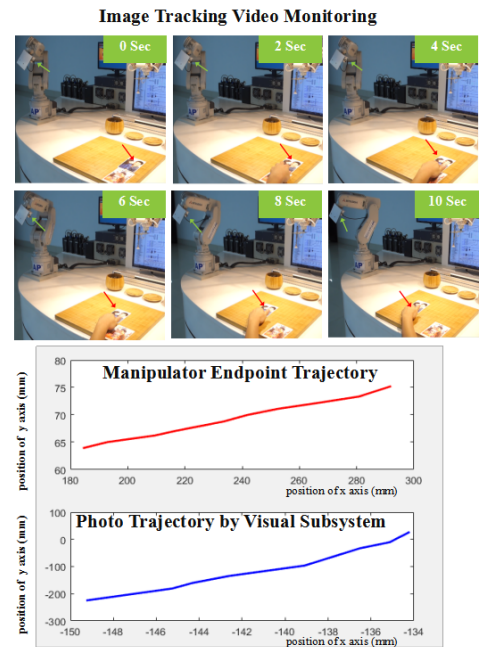 Image Tracking Video Monitoring
0 Sec
2 Sec
4 Sec
6 Sec
8 Sec
10 Sec
Manipulator Endpoint Trajectory
position of y axis (mm)
80
75
70
65
60
180
200
220
240
260
280
300
position of x axis (mm)
Photo Trajectory by Visual Subsystem
position of y axis (mm)
100
0
-100
-200
-300
-150
-148
-146
-144
-142
-140
-138
-136
-134
position of x axis (mm)